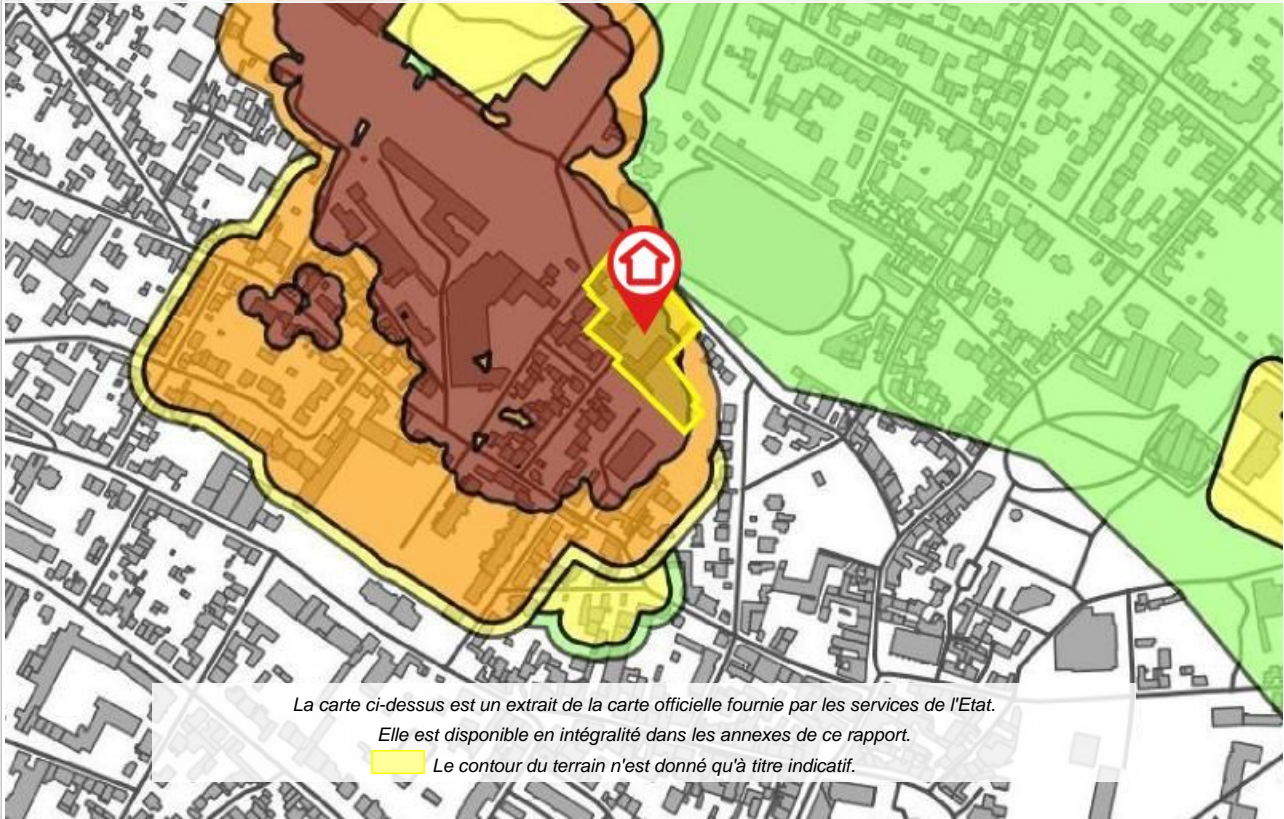 La carte ci-dessus est un extrait de la carte officielle fournie par les services de l'Etat.
Elle est disponible en intégralité dans les annexes de ce rapport.
Le contour du terrain n'est donné qu'à titre indicatif.